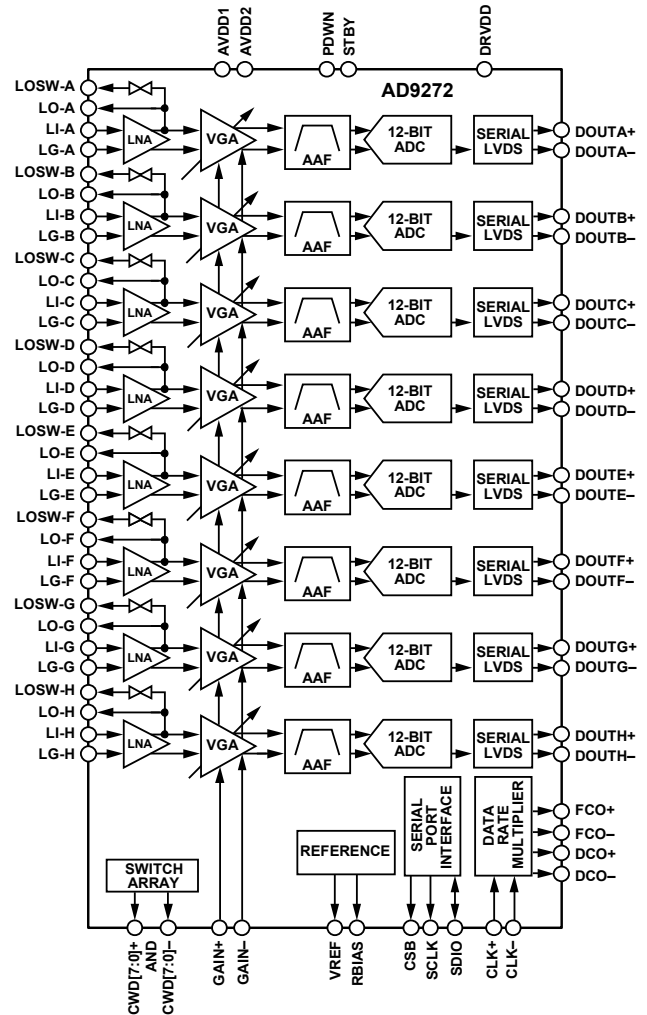 AVDD1
AVDD2
PDWN
STBY
DRVDD
AD9272
LOSW-A
LO-A
LI-A
LG-A
LNA
VGA
AAF
12-BIT
ADC
SERIAL
LVDS
DOUTA+
DOUTA–
LOSW-B
LO-B
LI-B
LG-B
LNA
VGA
AAF
12-BIT
ADC
SERIAL
LVDS
DOUTB+
DOUTB–
LOSW-C
LO-C
LI-C
LG-C
LNA
VGA
AAF
12-BIT
ADC
SERIAL
LVDS
DOUTC+
DOUTC–
LOSW-D
LO-D
LI-D
LG-D
LNA
VGA
AAF
12-BIT
ADC
SERIAL
LVDS
DOUTD+
DOUTD–
LOSW-E
LO-E
LI-E
LG-E
LNA
VGA
AAF
12-BIT
ADC
SERIAL
LVDS
DOUTE+
DOUTE–
LOSW-F
LO-F
LI-F
LG-F
LNA
VGA
AAF
12-BIT
ADC
SERIAL
LVDS
DOUTF+
DOUTF–
LOSW-G
LO-G
LI-G
LG-G
LNA
VGA
AAF
12-BIT
ADC
SERIAL
LVDS
DOUTG+
DOUTG–
LOSW-H
LO-H
LI-H
LG-H
LNA
VGA
AAF
12-BIT
ADC
SERIAL
LVDS
DOUTH+
DOUTH–
SWITCH
ARRAY
REFERENCE
SERIAL
PORT
INTERFACE
DATA
RATE
MULTIPLIER
FCO+
FCO–
DCO+
DCO–
CWD[7:0]+
AND
CWD[7:0]–
GAIN+
GAIN–
VREF
RBIAS
CSB
SCLK
SDIO
CLK+
CLK–